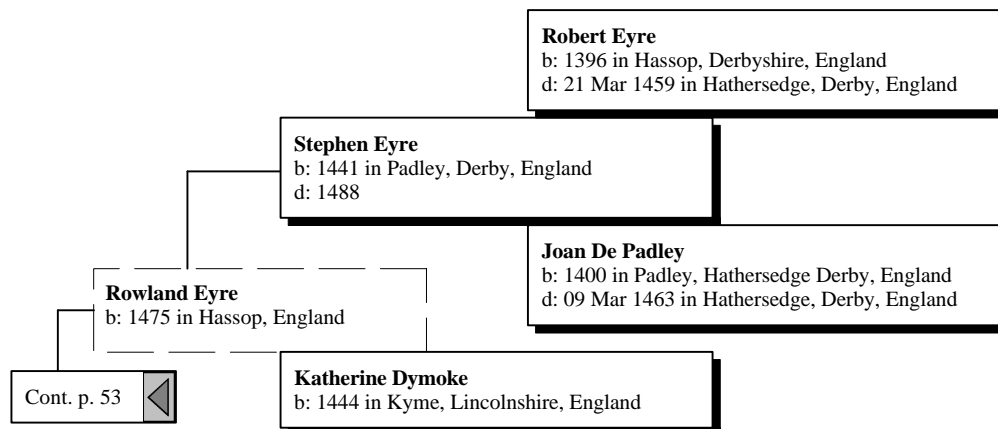 Robert Eyre
b: 1396 in Hassop, Derbyshire, England
d: 21 Mar 1459 in Hathersedge, Derby, England
Stephen Eyre
b: 1441 in Padley, Derby, England
d: 1488
Joan De Padley
b: 1400 in Padley, Hathersedge Derby, England
d: 09 Mar 1463 in Hathersedge, Derby, England
Rowland Eyre
b: 1475 in Hassop, England
Katherine Dymoke
b: 1444 in Kyme, Lincolnshire, England
Cont. p. 53